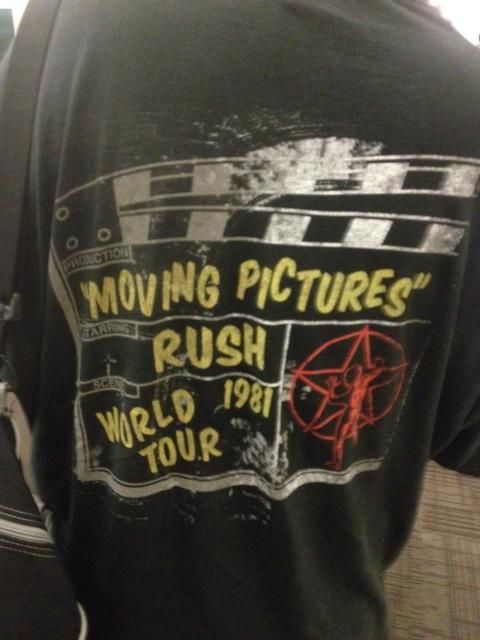 PRODUCTION
"MOVING PICTURES"
STARRING
RUSH
SCENE
1981
WORLD
TOUR